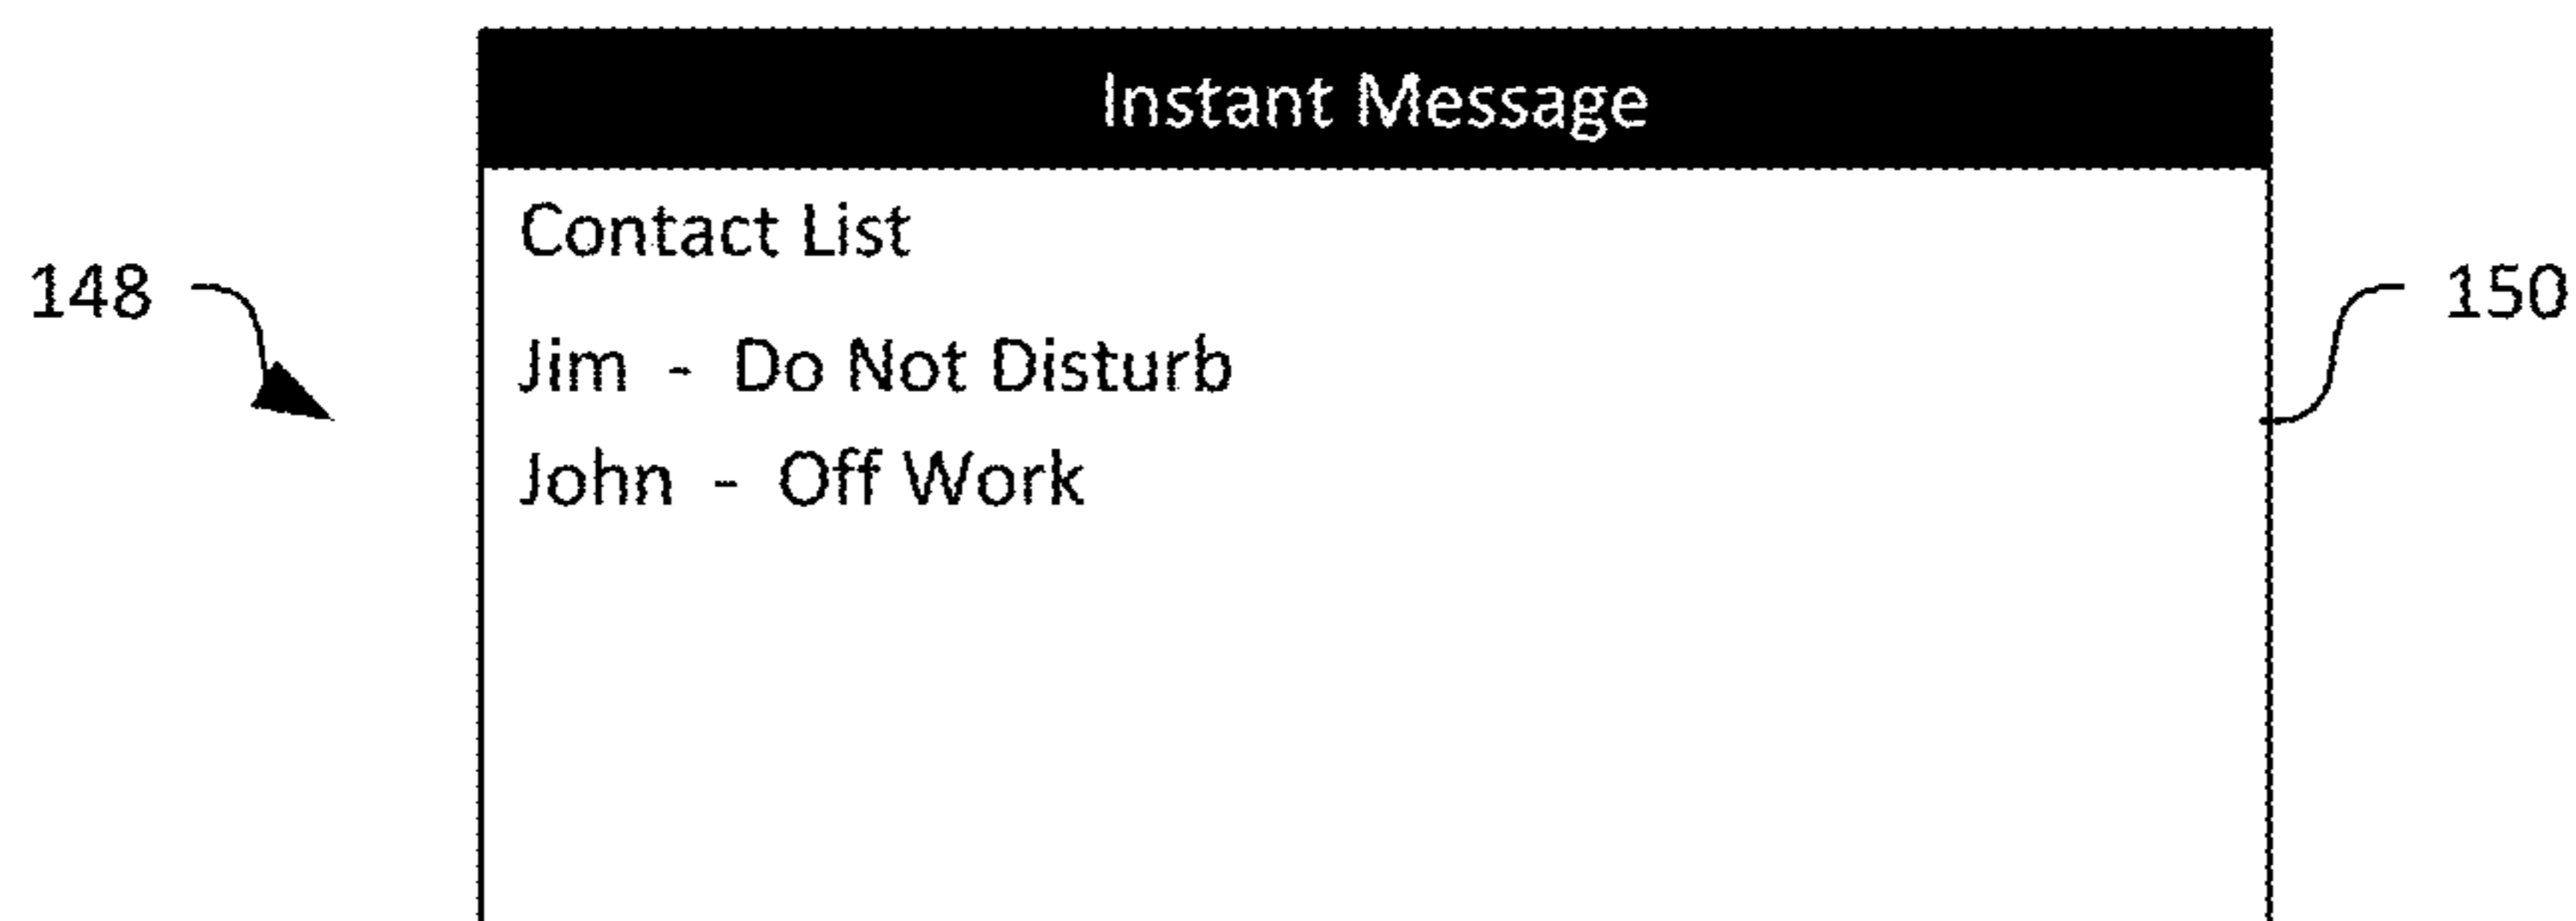 Instant Message
Contact List
148
150
Jim - Do Not Disturb
John - Off Work